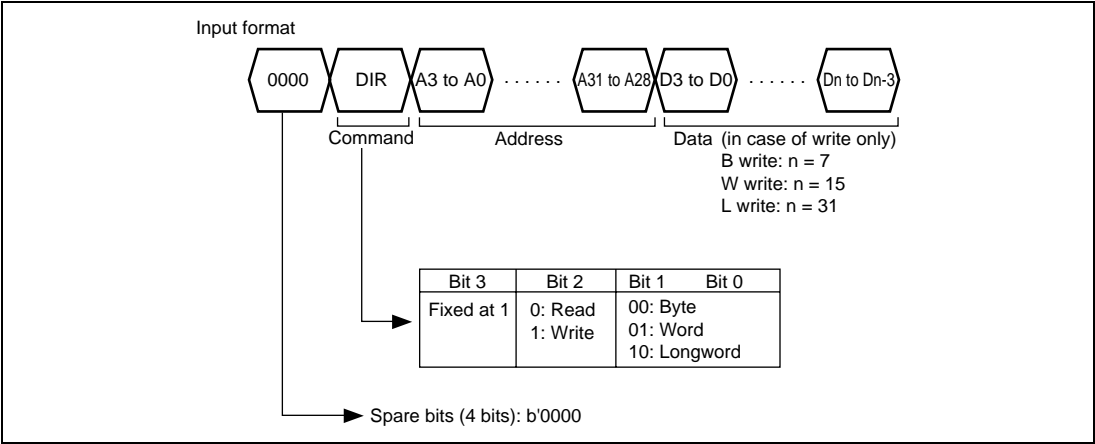 Input format
0000 DIR A3 to A0 · · · · · · A31 to A28 D3 to D0 · · · · · · Dn to Dn-3
Command Address Data (in case of write only)
B write: n = 7
W write: n = 15
L write: n = 31
Bit 3 Bit 2 Bit 1 Bit 0
Fixed at 1 0: Read 00: Byte
1: Write 01: Word
10: Longword
Spare bits (4 bits): b'0000